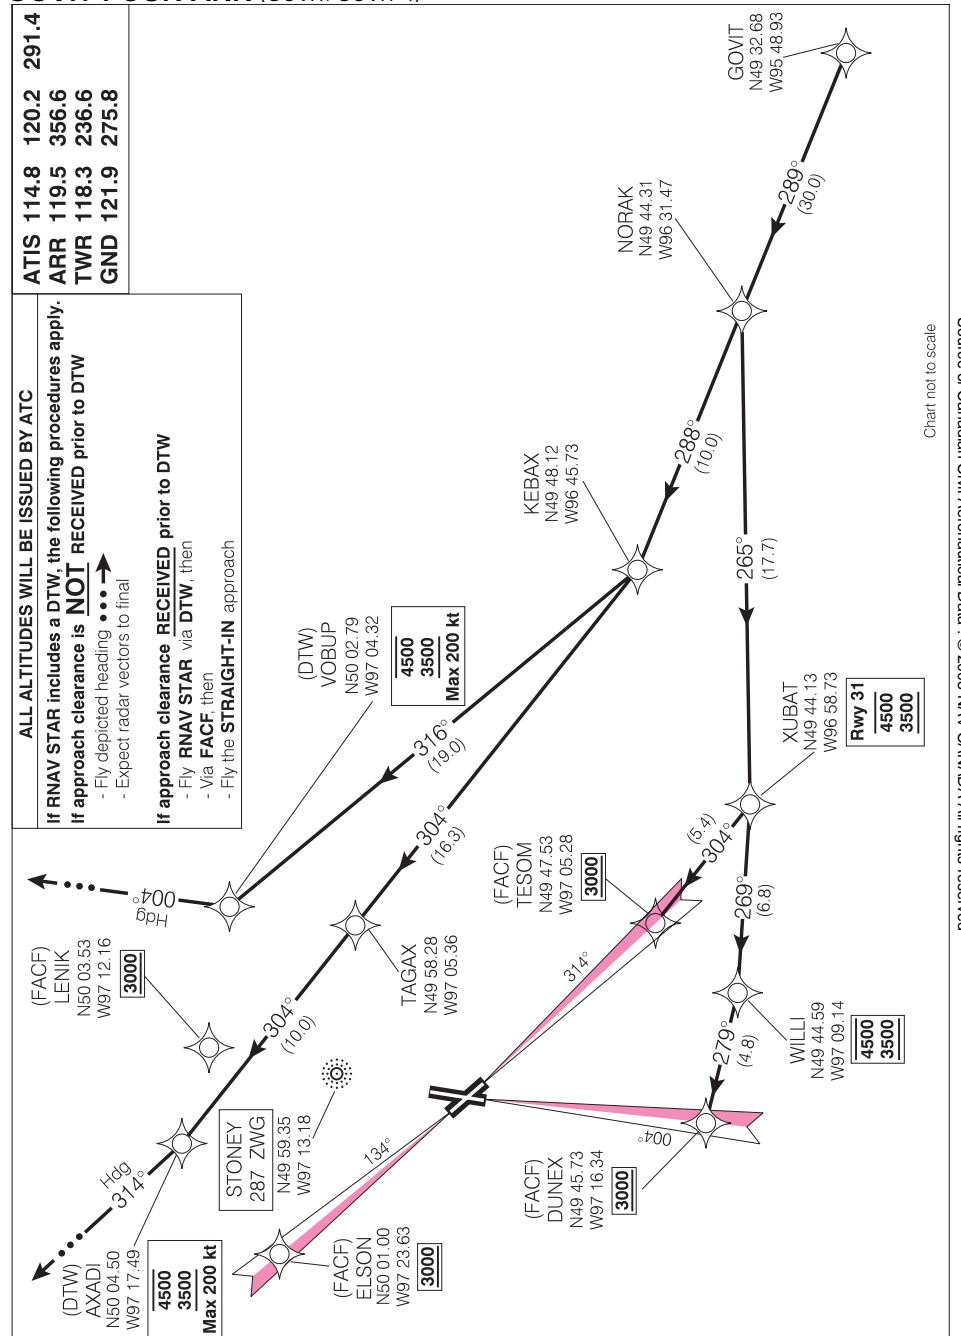 ATIS 114.8 120.2 291.4
ARR 119.5 356.6
TWR 118.3 236.6
GND 121.9 275.8
ALL ALTITUDES WILL BE ISSUED BY ATC
If RNAV STAR includes a DTW, the following procedures apply.
If approach clearance is NOT RECEIVED prior to DTW
- Fly depicted heading
- Expect radar vectors to final
If approach clearance RECEIVED prior to DTW
- Fly RNAV STAR via DTW, then
- Via FACF, then
- Fly the STRAIGHT-IN approach
GOVIT
N49 32.68
W95 48.93
289°
(30.0)
NORAK
N49 44.31
W96 31.47
288°
(10.0)
KEBAX
N49 48.12
W96 45.73
265°
(17.7)
XUBAT
N49 44.13
W96 58.73
Rwy 31
4500
3500
(DTW)
VOBUP
N50 02.79
W97 04.32
4500
3500
Max 200 kt
316°
(19.0)
304°
(16.3)
Hdg
004°
(FACF)
LENIK
N50 03.53
W97 12.16
3000
TAGAX
N49 58.28
W97 05.36
304°
(10.0)
(FACF)
TESOM
N49 47.53
W97 05.28
3000
304°
(5.4)
314°
269°
(6.8)
WILLI
N49 44.59
W97 09.14
4500
3500
279°
(4.8)
STONEY
287 ZWG
N49 59.35
W97 13.18
134°
004°
(FACF)
DUNEX
N49 45.73
W97 16.34
3000
(FACF)
ELSON
N50 01.00
W97 23.63
3000
Hdg
314°
(DTW)
AXADI
N50 04.50
W97 17.49
4500
3500
Max 200 kt
Chart not to scale